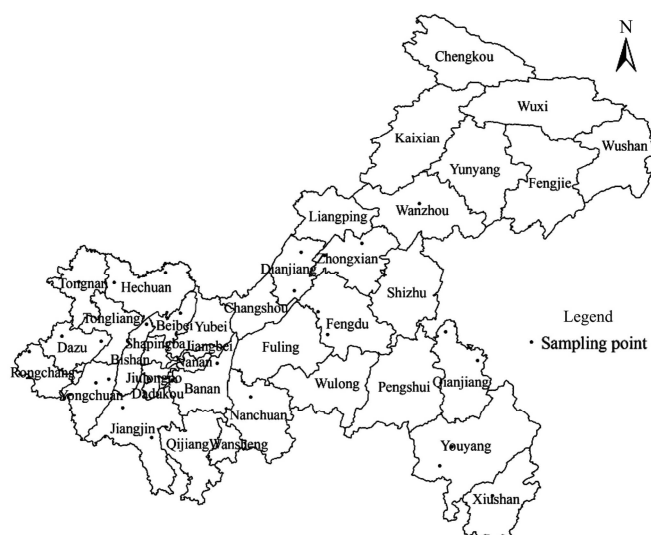 N
Chengkou
Wuxi
Kaixian
Wushan
Yunyang
Fengjie
Wanzhou
Liangping
Zhongxian
Dianjiang
Tongnan
Hechuan
Shizhu
Changshou
Tongliang
Beibei
Yubei
Legend
Fengdu
Shapingba
Jiangbei
Fuling
Sampling point
Dazu
Bishan
Nanan
Rongchang
Jiulongpo
Wulong
Pengshui
Qianjiang
Yongchuan
Dadukou
Banan
Nanchuan
Jiangjin
Qijiang
Wansheng
Youyang
Xiushan